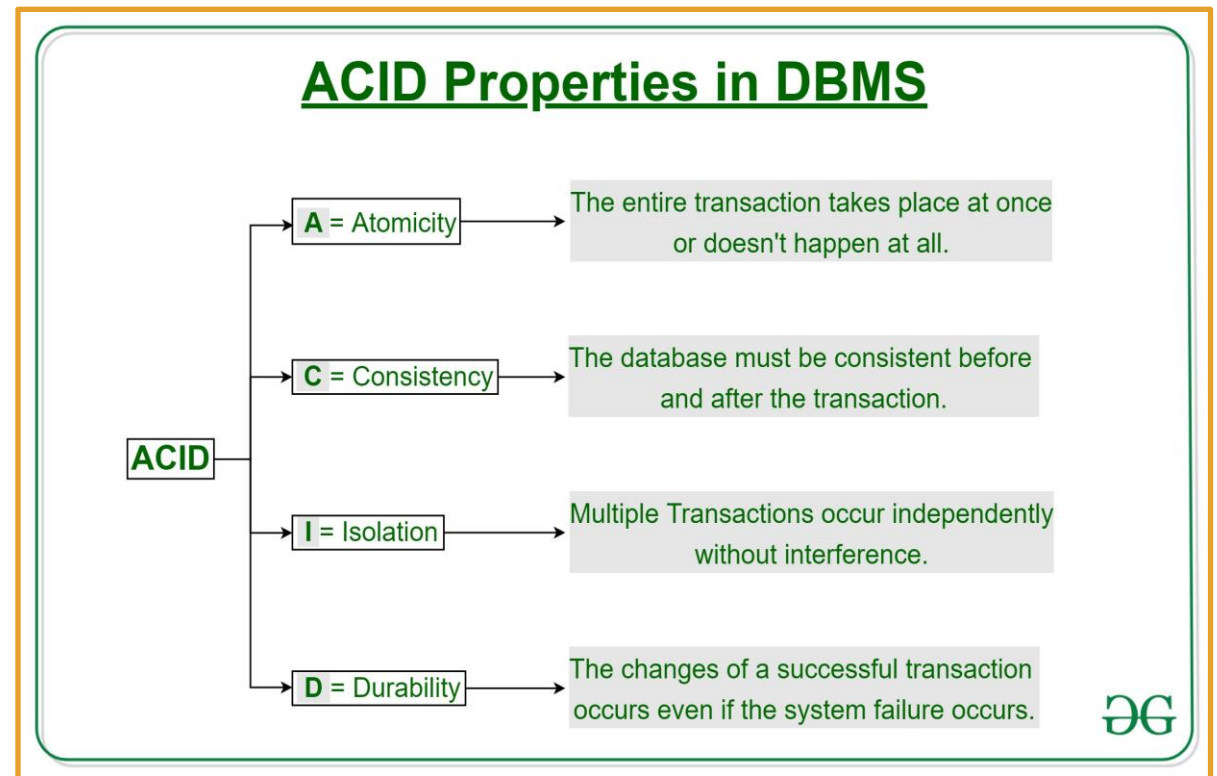 ACID Properties in DBMS
A = Atomicity
The entire transaction takes place at once
or doesn't happen at all.
C = Consistency
The database must be consistent before
and after the transaction.
ACID
I = Isolation
Multiple Transactions occur independently
without interference.
D = Durability
The changes of a successful transaction
occurs even if the system failure occurs.